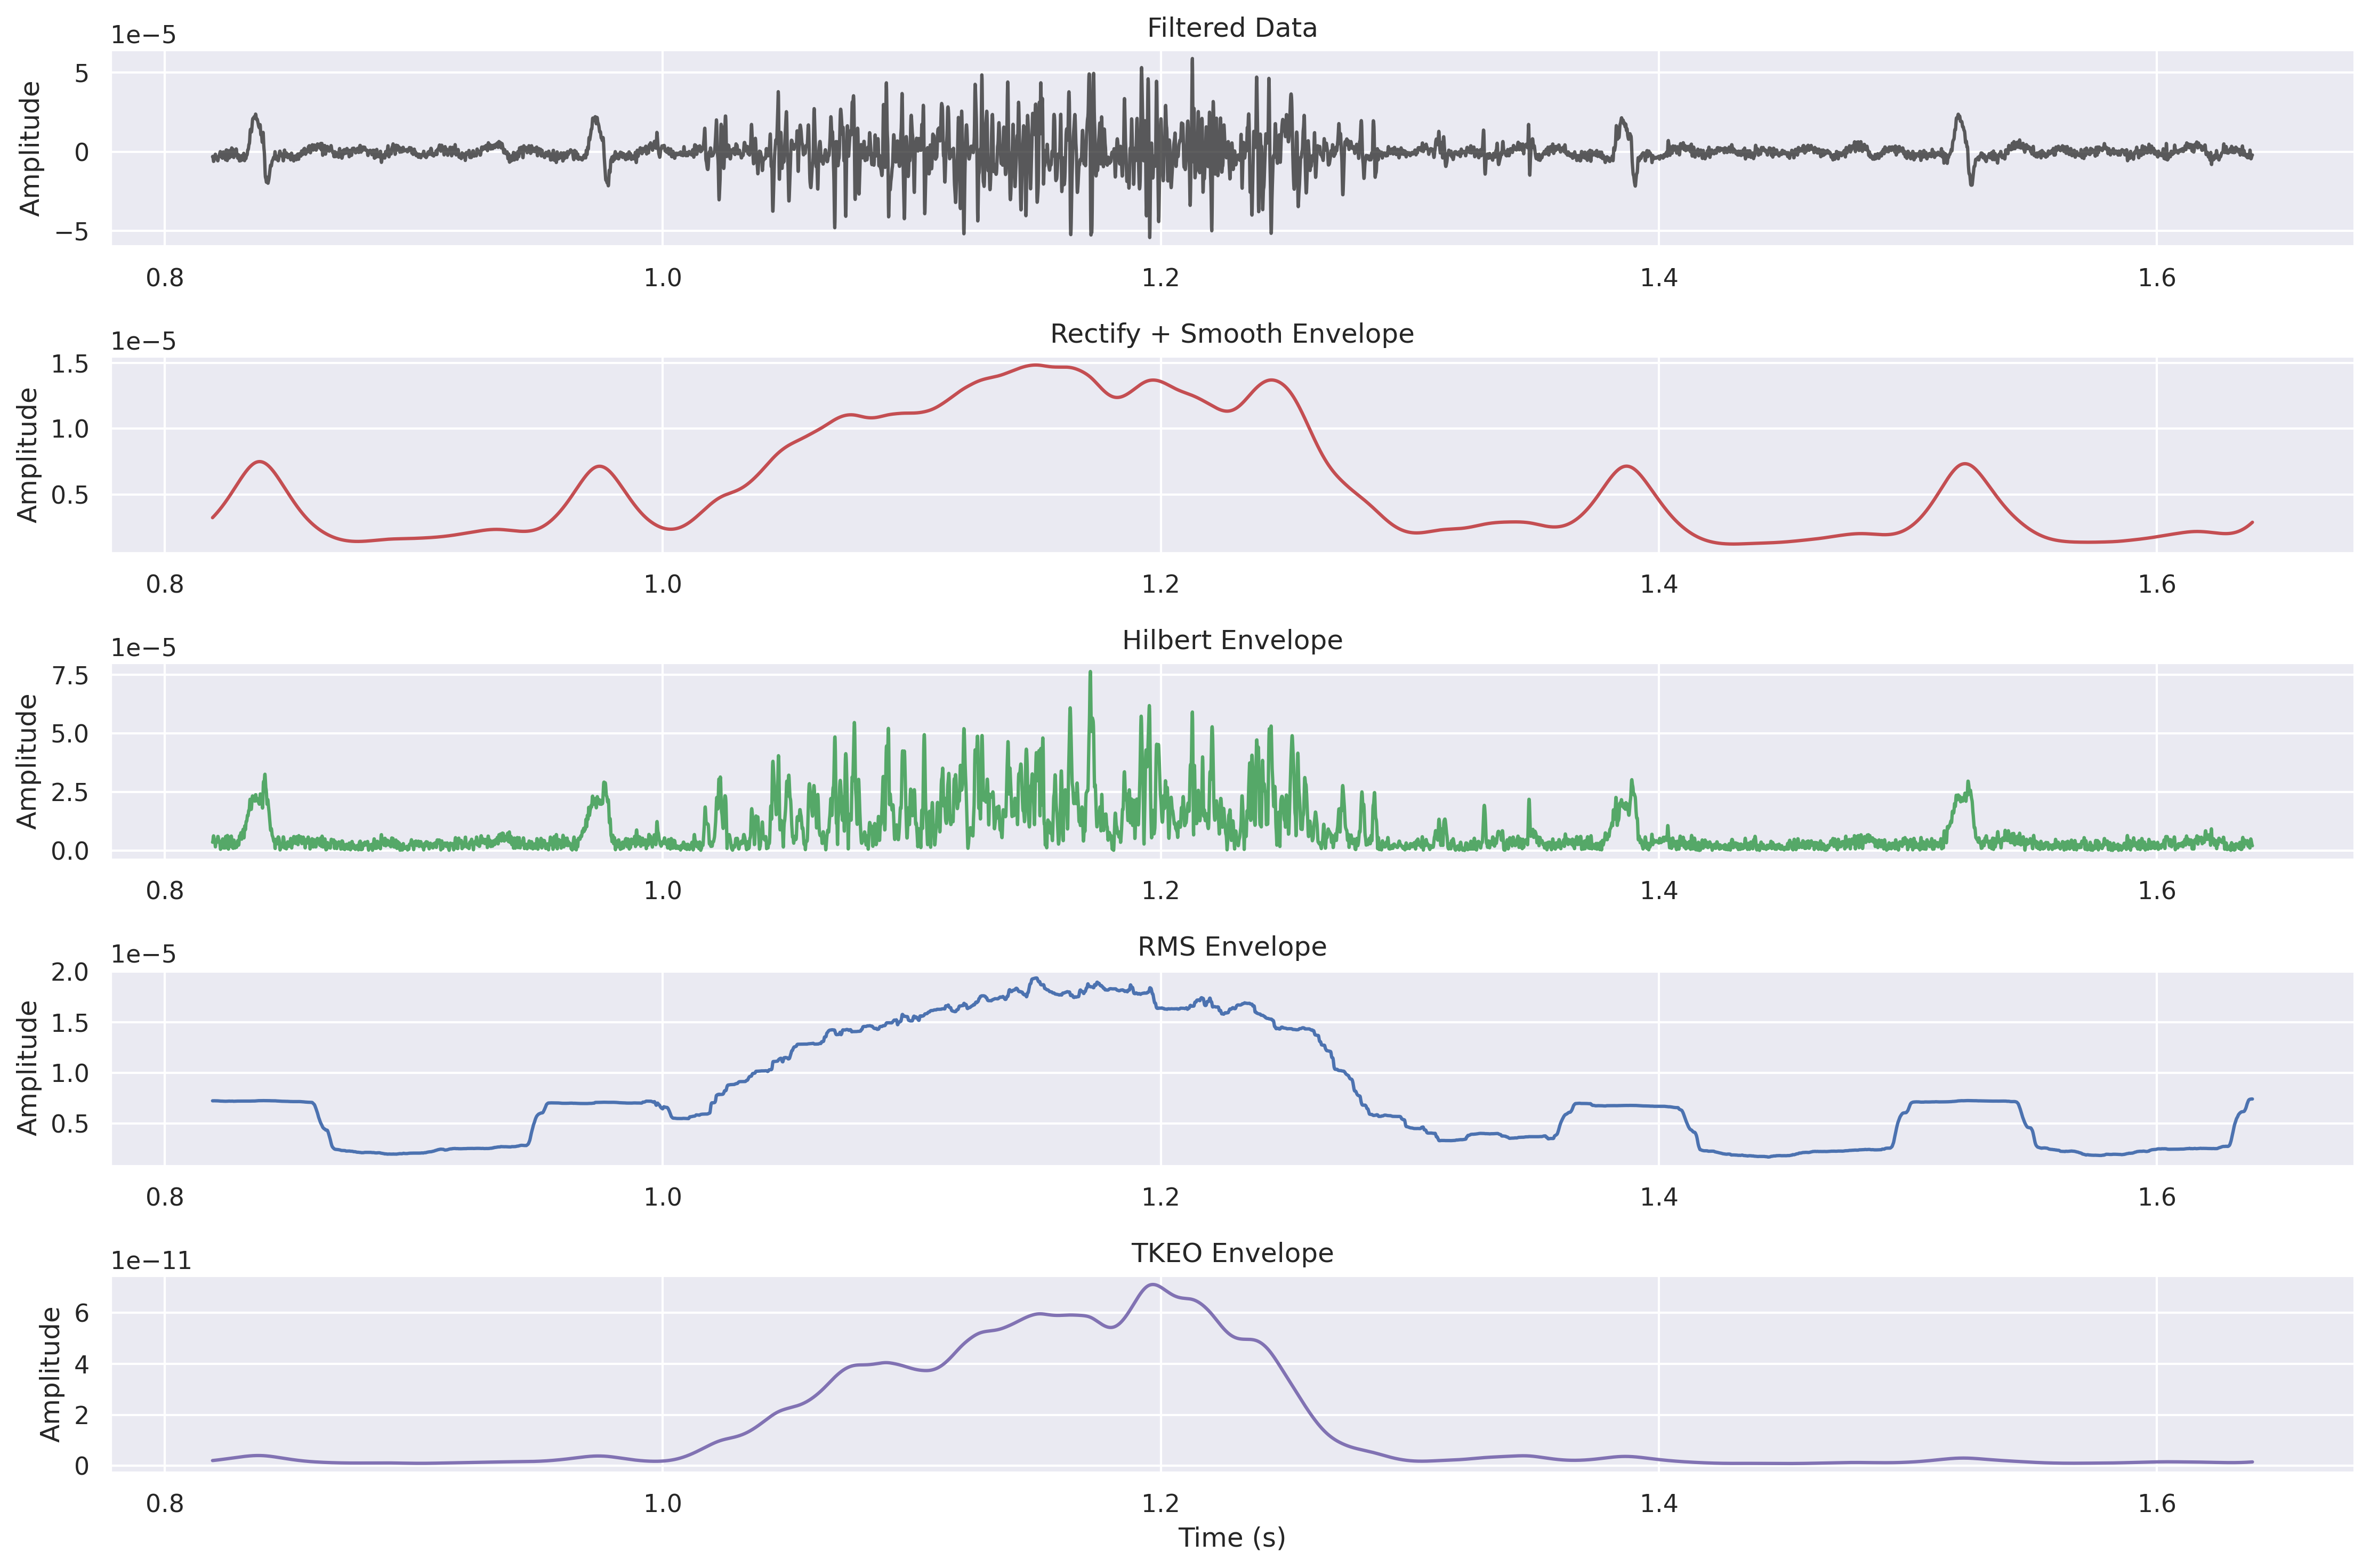 Filtered Data
1e−5
Amplitude
5
0
−5
0.8 1.0 1.2 1.4 1.6
Rectify + Smooth Envelope
1e−5
Amplitude
1.5
1.0
0.5
0.8 1.0 1.2 1.4 1.6
Hilbert Envelope
1e−5
Amplitude
7.5
5.0
2.5
0.0
0.8 1.0 1.2 1.4 1.6
RMS Envelope
1e−5
Amplitude
2.0
1.5
1.0
0.5
0.8 1.0 1.2 1.4 1.6
TKEO Envelope
1e−11
Amplitude
6
4
2
0
0.8 1.0 1.2 1.4 1.6
Time (s)